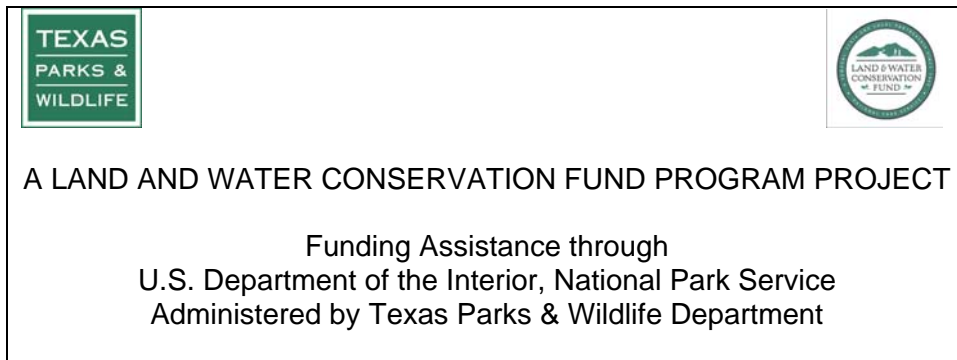 TEXAS
PARKS &
WILDLIFE
LAND & WATER
CONSERVATION
FUND
A LAND AND WATER CONSERVATION FUND PROGRAM PROJECT
Funding Assistance through
U.S. Department of the Interior, National Park Service
Administered by Texas Parks & Wildlife Department